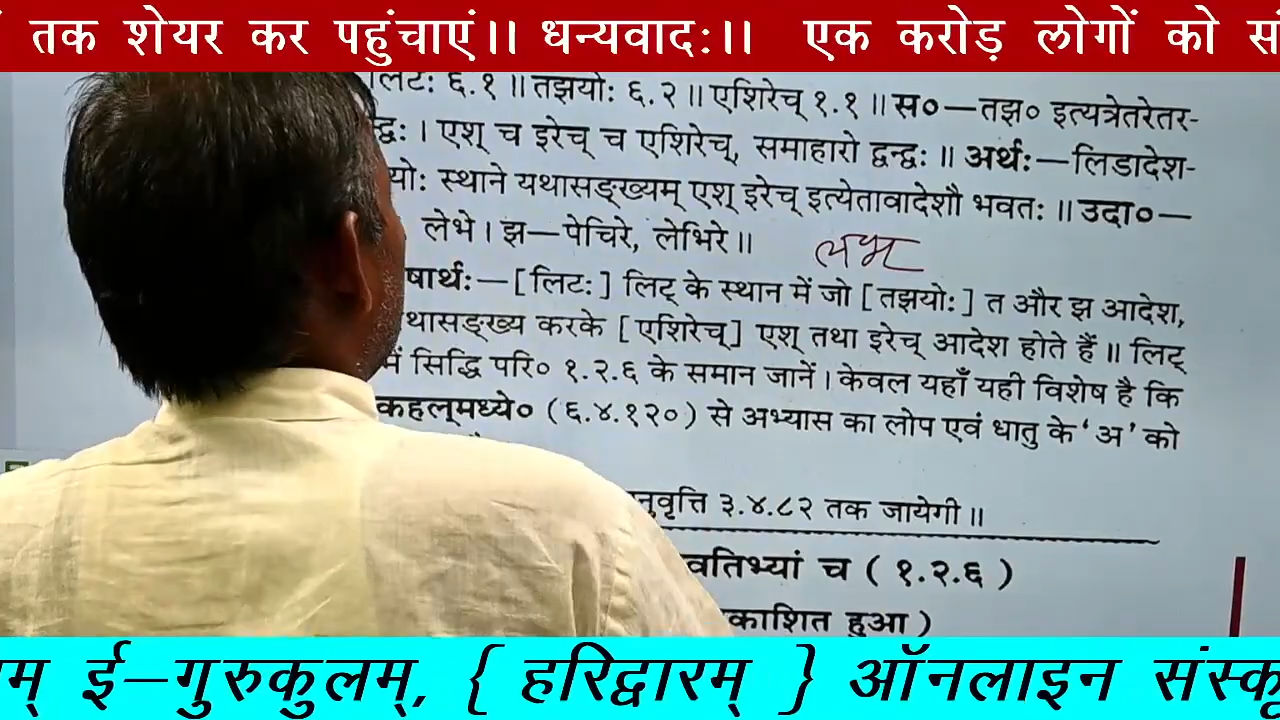 तक शेयर कर पहुंचाएं।। धन्यवादः।। एक करोड़ लोगों को
लिटः ६.१ ॥ तझयोः ६.२ ॥ एशिरेच् १.१ ॥ स०—तझ० इत्यत्रेतरेतर-
द्वः । एश् च इरेच् च एशिरेच्, समाहारो द्वन्द्वः ॥ अर्थः—लिडादेश-
योः स्थाने यथासङ्ख्यम् एश् इरेच् इत्येतावादेशौ भवतः ॥ उदा०—
लेभे । झ—पेचिरे, लेभिरे ॥
लभ
षार्थः—[लिटः] लिट् के स्थान में जो [तझयोः] त और झ आदेश,
थासङ्ख्य करके [एशिरेच्] एश् तथा इरेच् आदेश होते हैं ॥ लिट्
में सिद्धि परि० १.२.६ के समान जानें । केवल यहाँ यही विशेष है कि
कहल्मध्ये० (६.४.१२०) से अभ्यास का लोप एवं धातु के 'अ' को
नुवृत्ति ३.४.८२ तक जायेगी ॥
वतिभ्यां च ( १.२.६ )
काशित हुआ )
म् ई-गुरुकुलम्, { हरिद्वारम् } ऑनलाइन